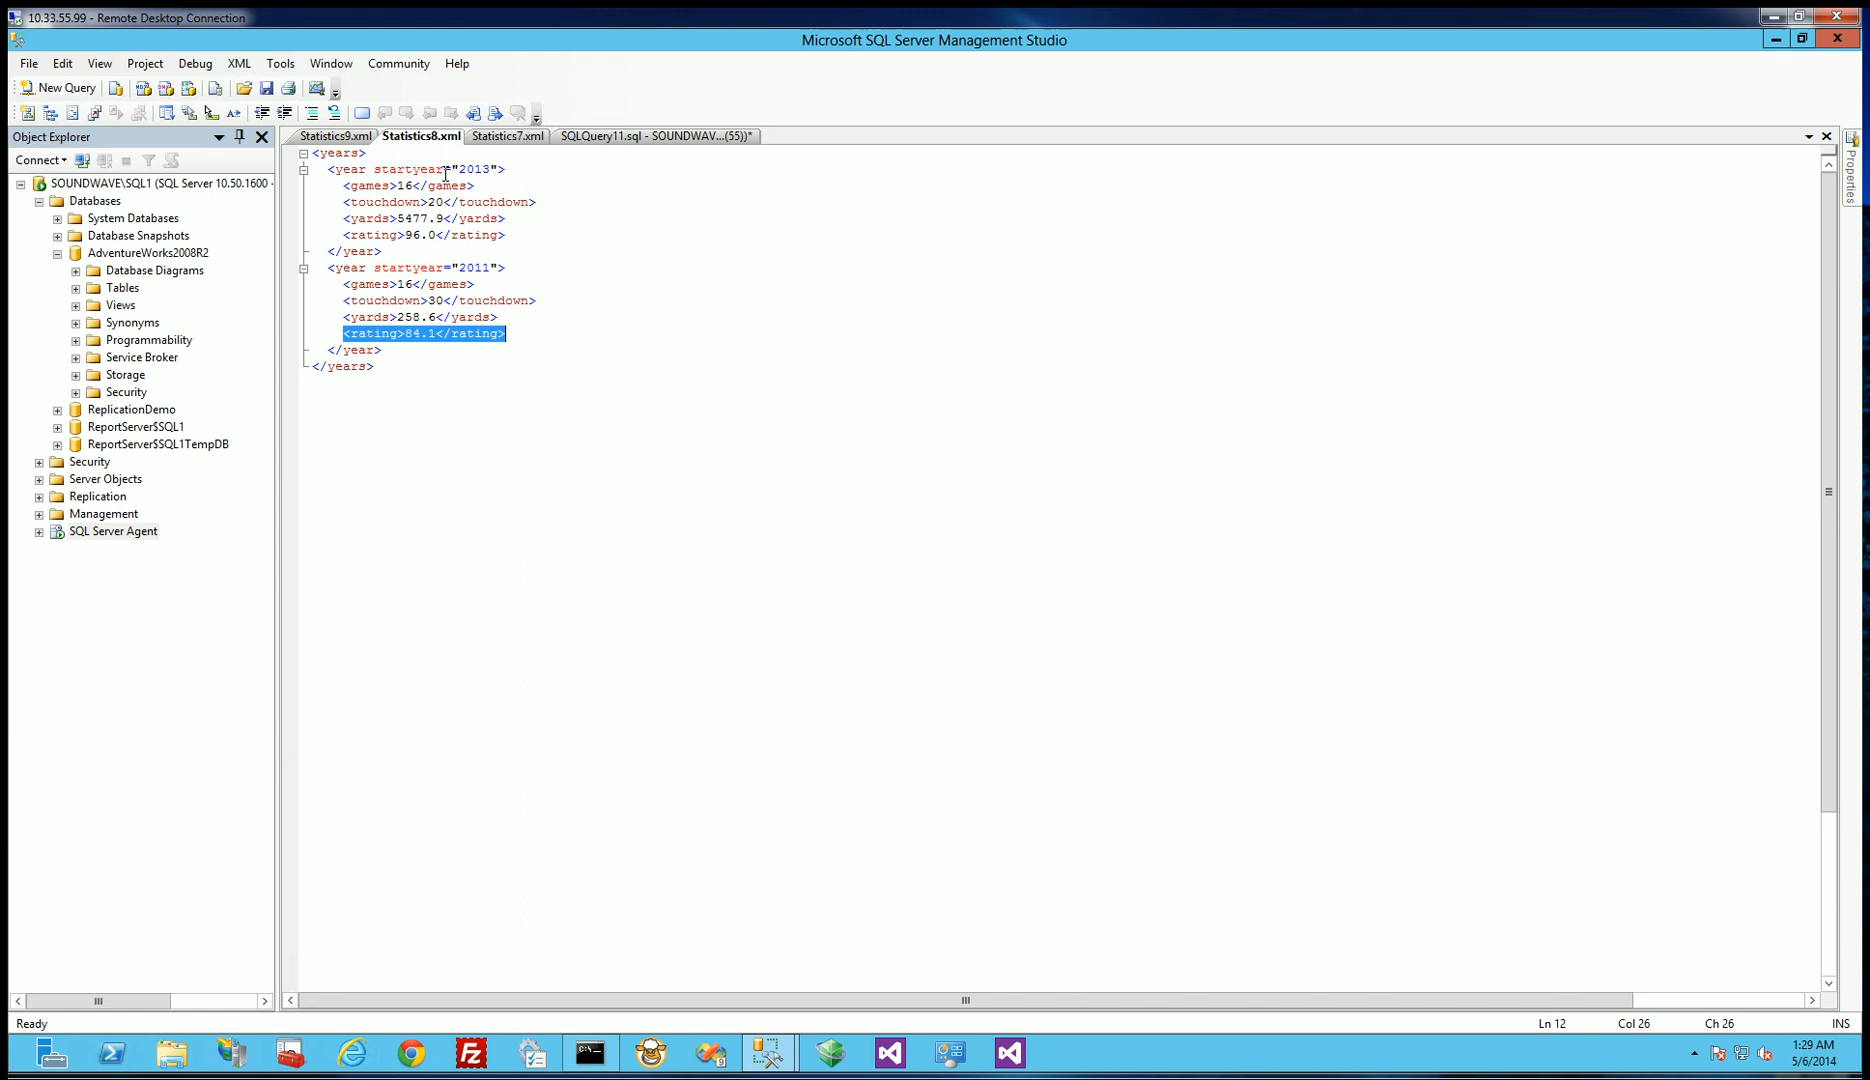 10.33.55.99 - Remote Desktop Connection
Microsoft SQL Server Management Studio
File Edit View Project Debug XML Tools Window Community Help
New Query
Object Explorer
Statistics9.xml Statistics8.xml Statistics7.xml SQLQuery11.sql - SOUNDWAV...(55))*
Connect
SOUNDWAVE\SQL1 (SQL Server 10.50.1600 -
Databases
System Databases
Database Snapshots
AdventureWorks2008R2
Database Diagrams
Tables
Views
Synonyms
Programmability
Service Broker
Storage
Security
ReplicationDemo
ReportServer$SQL1
ReportServer$SQL1TempDB
Security
Server Objects
Replication
Management
SQL Server Agent
<years>
<year startyear="2013">
<games>16</games>
<touchdown>20</touchdown>
<yards>5477.9</yards>
<rating>96.0</rating>
</year>
<year startyear="2011">
<games>16</games>
<touchdown>30</touchdown>
<yards>258.6</yards>
<rating>84.1</rating>
</year>
</years>
Properties
Ready Ln 12 Col 26 Ch 26 INS
1:29 AM
5/6/2014